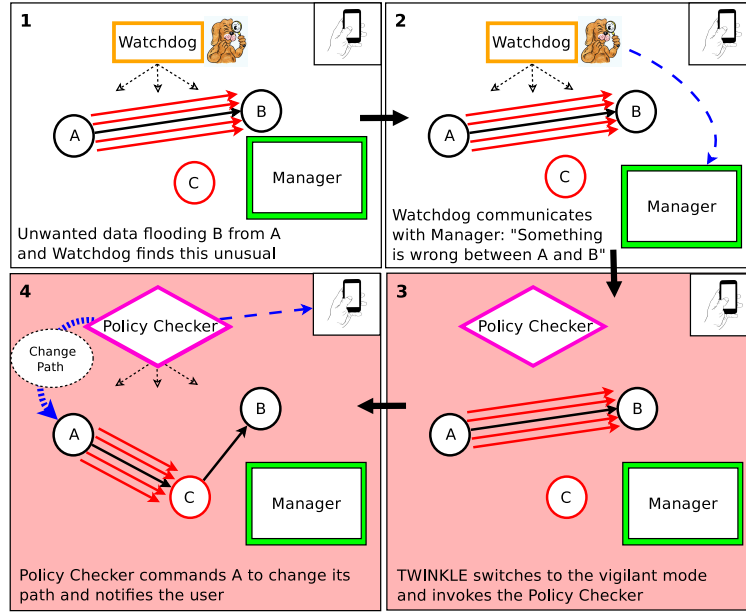 1
Watchdog
A
B
C
Manager
Unwanted data flooding B from A
and Watchdog finds this unusual
2
Watchdog
A
B
C
Manager
Watchdog communicates
with Manager: "Something
is wrong between A and B"
3
Policy Checker
A
B
C
Manager
TWINKLE switches to the vigilant mode
and invokes the Policy Checker
4
Policy Checker
Change
Path
A
B
C
Manager
Policy Checker commands A to change its
path and notifies the user